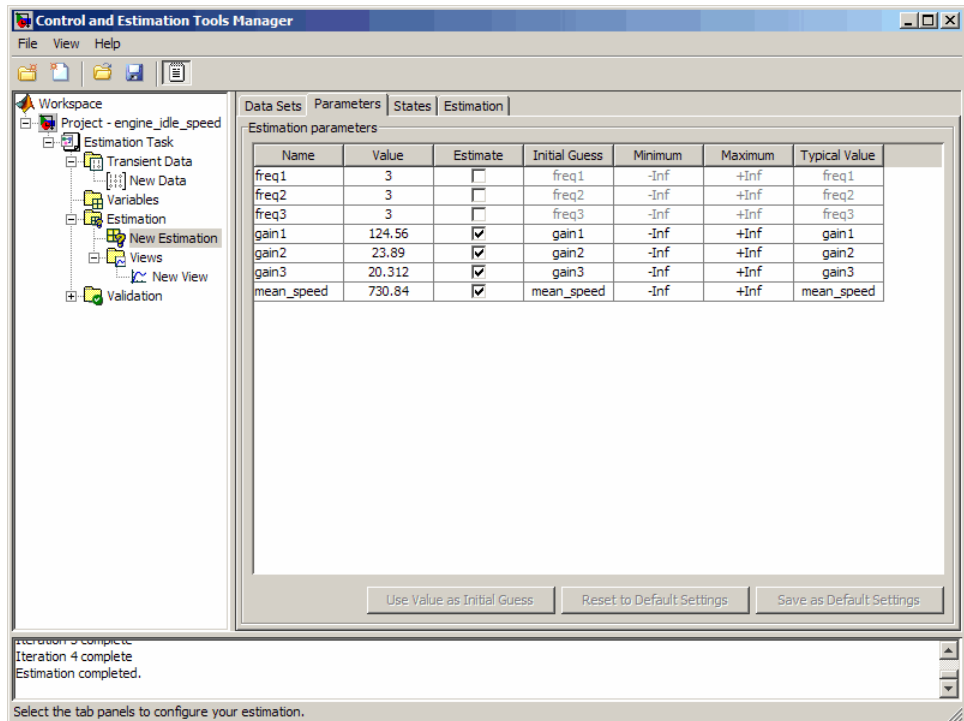 Control and Estimation Tools Manager
File View Help
Workspace
Project - engine_idle_speed
Estimation Task
Transient Data
New Data
Variables
Estimation
New Estimation
Views
New View
Validation
Data Sets Parameters States Estimation
Estimation parameters
Name Value Estimate Initial Guess Minimum Maximum Typical Value
freq1 3 freq1 -Inf +Inf freq1
freq2 3 freq2 -Inf +Inf freq2
freq3 3 freq3 -Inf +Inf freq3
gain1 124.56 gain1 -Inf +Inf gain1
gain2 23.89 gain2 -Inf +Inf gain2
gain3 20.312 gain3 -Inf +Inf gain3
mean_speed 730.84 mean_speed -Inf +Inf mean_speed
Use Value as Initial Guess Reset to Default Settings Save as Default Settings
Iteration 3 complete
Iteration 4 complete
Estimation completed.
Select the tab panels to configure your estimation.